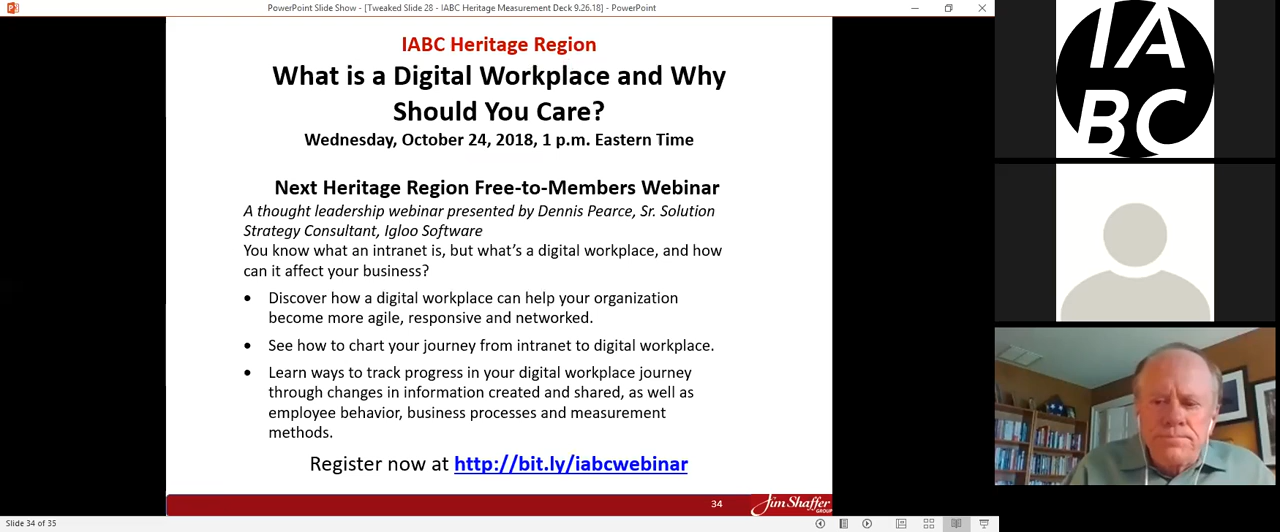 PowerPoint Slide Show - [Tweaked Slide 28 - IABC Heritage Measurement Deck 9.26.18] - PowerPoint
IABC Heritage Region
What is a Digital Workplace and Why
Should You Care?
Wednesday, October 24, 2018, 1 p.m. Eastern Time
Next Heritage Region Free-to-Members Webinar
A thought leadership webinar presented by Dennis Pearce, Sr. Solution
Strategy Consultant, Igloo Software
You know what an intranet is, but what's a digital workplace, and how
can it affect your business?
• Discover how a digital workplace can help your organization
become more agile, responsive and networked.
• See how to chart your journey from intranet to digital workplace.
• Learn ways to track progress in your digital workplace journey
through changes in information created and shared, as well as
employee behavior, business processes and measurement
methods.
Register now at http://bit.ly/iabcwebinar
34
Jim Shaffer
GROUP
Slide 34 of 35
IA
BC